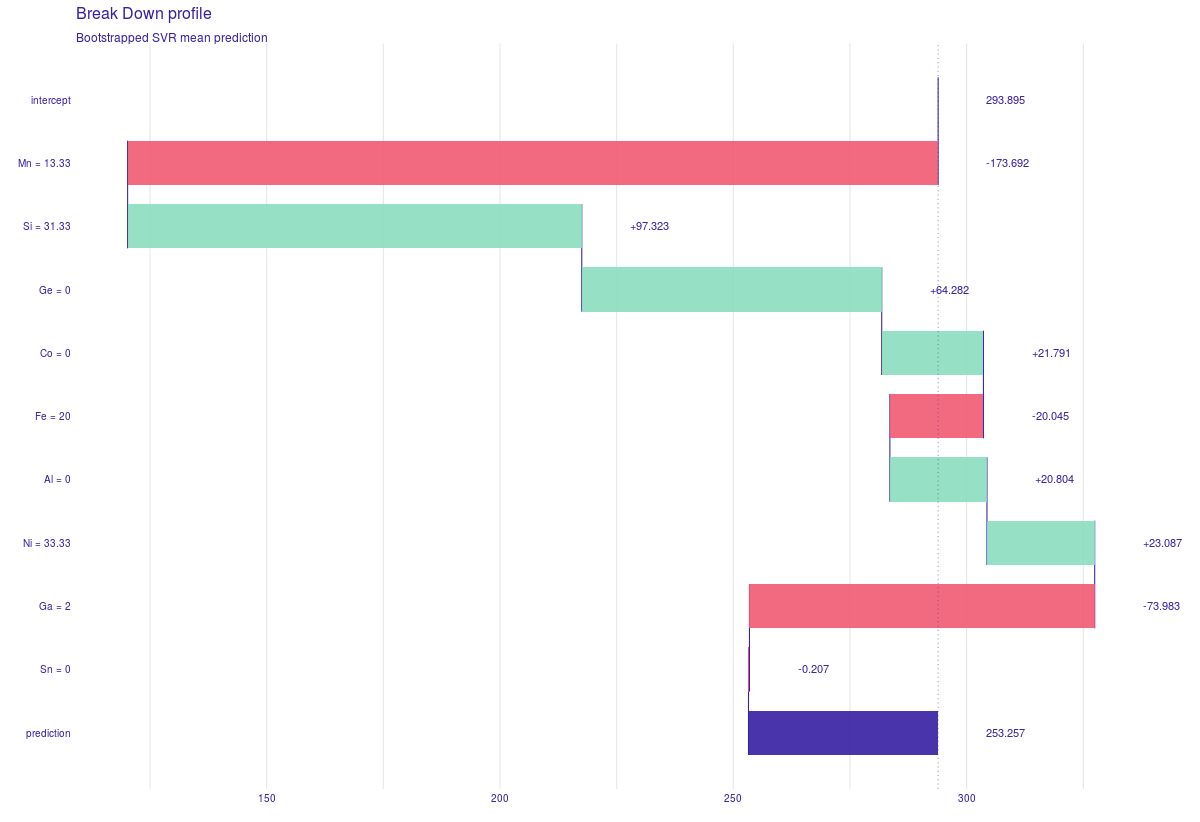 Break Down profile
Bootstrapped SVR mean prediction
intercept 293.895
Mn = 13.33 -173.692
Si = 31.33 +97.323
Ge = 0 +64.282
Co = 0 +21.791
Fe = 20 -20.045
Al = 0 +20.804
Ni = 33.33 +23.087
Ga = 2 -73.983
Sn = 0 -0.207
prediction 253.257
150 200 250 300